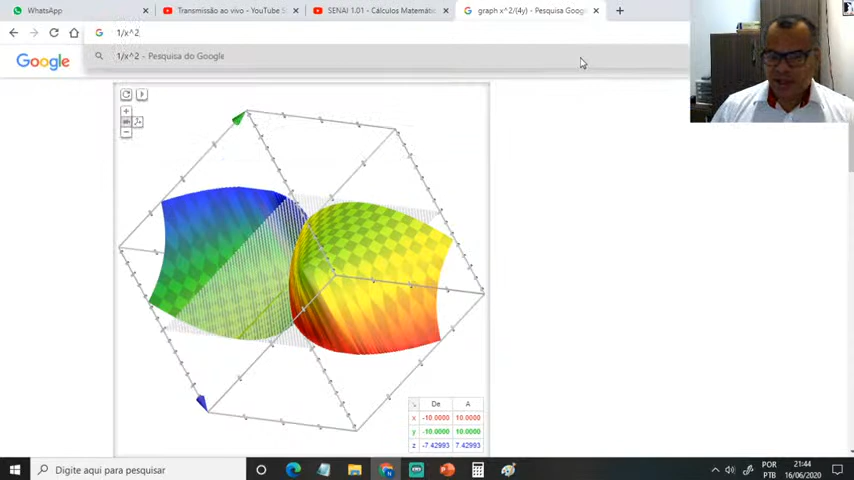 WhatsApp
Transmissão ao vivo - YouTube S
SENAI 1.01 - Cálculos Matemátic
graph x^2/(4y) - Pesquisa Goog
1/x^2
1/x^2 - Pesquisa do Google
Google
De A
x -10.0000 10.0000
y -10.0000 10.0000
z -7.42993 7.42993
Digite aqui para pesquisar
POR
PTB
21:44
16/06/2020